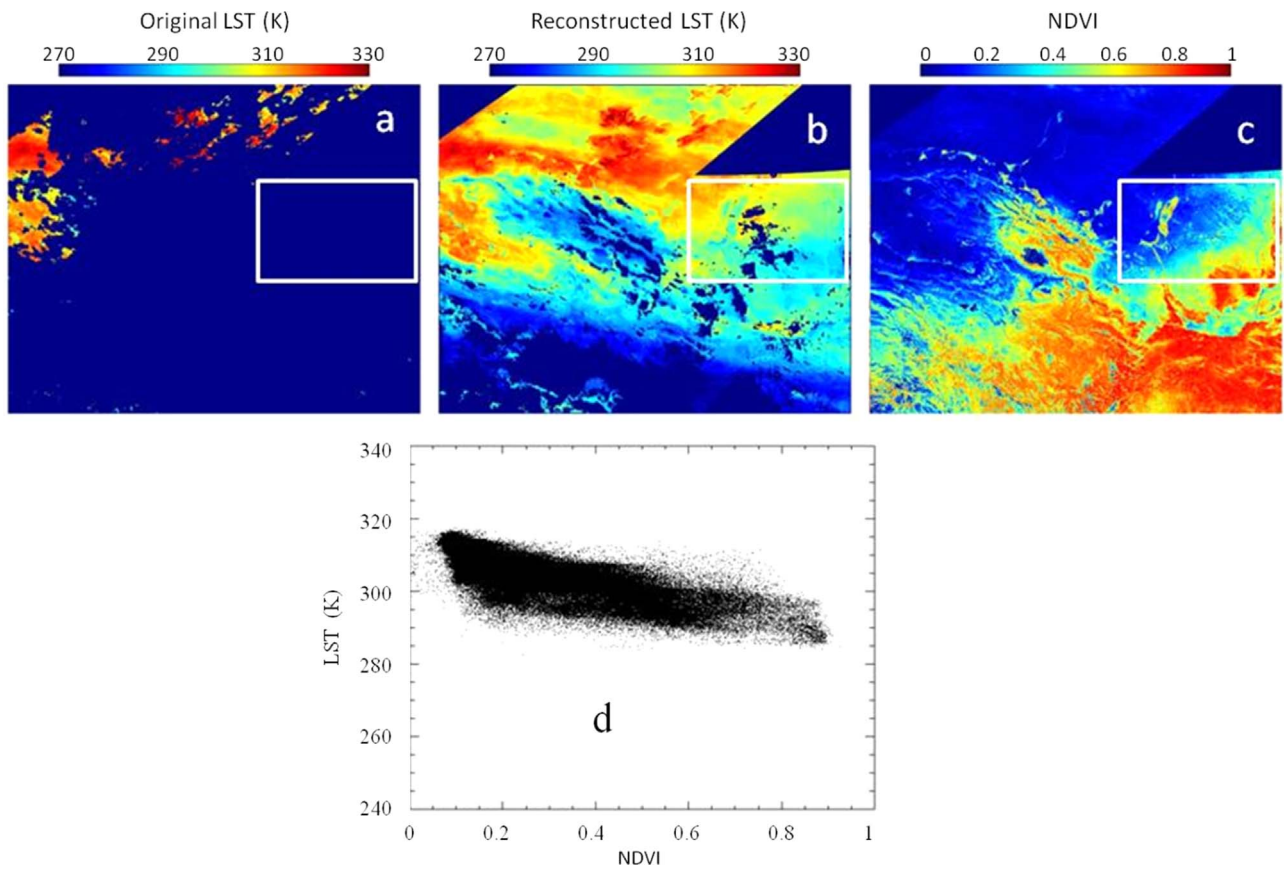 Original LST (K)
270 290 310 330
a
Reconstructed LST (K)
270 290 310 330
b
NDVI
0 0.2 0.4 0.6 0.8 1
c
340
320
300
280
260
240
LST (K)
d
0 0.2 0.4 0.6 0.8 1
NDVI